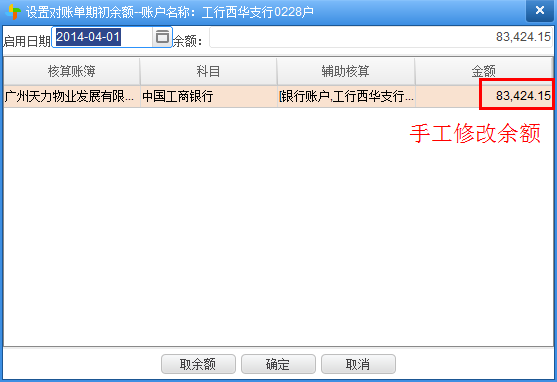 设置对账单期初余额--账户名称：工行西华支行0228户
启用日期 2014-04-01 余额： 83,424.15
核算账簿 科目 辅助核算 金额
广州天力物业发展有限... 中国工商银行 [银行账户,工行西华支行... 83,424.15
手工修改余额
取余额 确定 取消